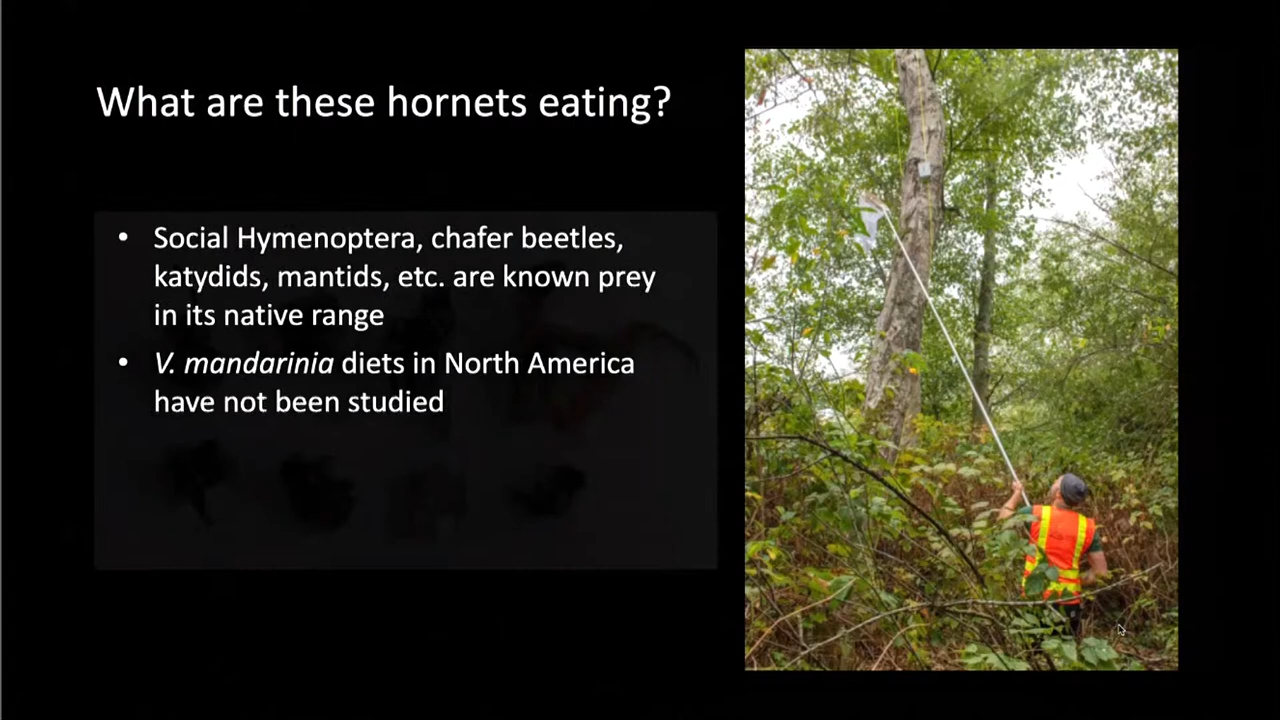 What are these hornets eating?
• Social Hymenoptera, chafer beetles,
katydids, mantids, etc. are known prey
in its native range
• V. mandarinia diets in North America
have not been studied